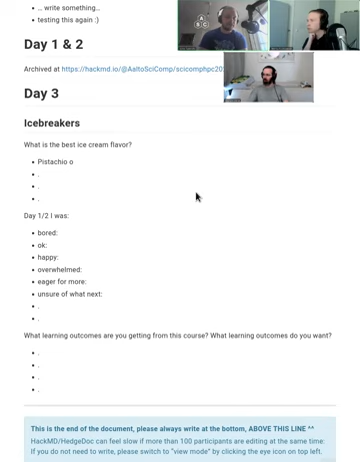 … write something…
testing this again :)
Day 1 & 2
Archived at https://hackmd.io/@AaltoSciComp/scicomphpc20
Day 3
Icebreakers
What is the best ice cream flavor?
Pistachio o
.
.
.
Day 1/2 I was:
bored:
ok:
happy:
overwhelmed:
eager for more:
unsure of what next:
.
.
What learning outcomes are you getting from this course? What learning outcomes do you want?
.
.
.
.
This is the end of the document, please always write at the bottom, ABOVE THIS LINE ^^
HackMD/HedgeDoc can feel slow if more than 100 participants are editing at the same time:
If you do not need to write, please switch to "view mode" by clicking the eye icon on top left.